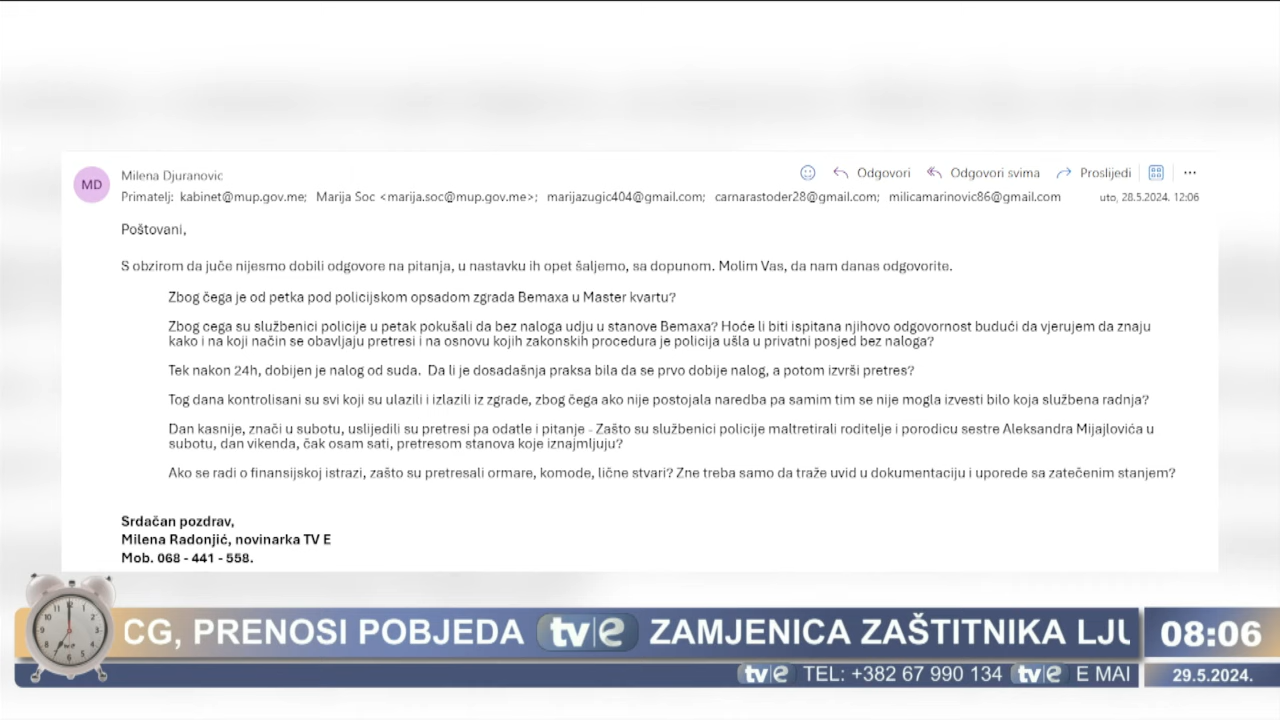 MD
Milena Djuranovic
Odgovori
Odgovori svima
Proslijedi
Primatelj: kabinet@mup.gov.me; Marija Soc <marija.soc@mup.gov.me>; marijazugic404@gmail.com; carnarastoder28@gmail.com; milicamarinovic86@gmail.com
uto, 28.5.2024. 12:06
Poštovani,
S obzirom da juče nijesmo dobili odgovore na pitanja, u nastavku ih opet šaljemo, sa dopunom. Molim Vas, da nam danas odgovorite.
Zbog čega je od petka pod policijskom opsadom zgrada Bemaxa u Master kvartu?
Zbog cega su službenici policije u petak pokušali da bez naloga udju u stanove Bemaxa? Hoće li biti ispitana njihovo odgovornost budući da vjerujem da znaju
kako i na koji način se obavljaju pretresi i na osnovu kojih zakonskih procedura je policija ušla u privatni posjed bez naloga?
Tek nakon 24h, dobijen je nalog od suda. Da li je dosadašnja praksa bila da se prvo dobije nalog, a potom izvrši pretres?
Tog dana kontrolisani su svi koji su ulazili i izlazili iz zgrade, zbog čega ako nije postojala naredba pa samim tim se nije mogla izvesti bilo koja službena radnja?
Dan kasnije, znači u subotu, uslijedili su pretresi pa odatle i pitanje - Zašto su službenici policije maltretirali roditelje i porodicu sestre Aleksandra Mijajlovića u
subotu, dan vikenda, čak osam sati, pretresom stanova koje iznajmljuju?
Ako se radi o finansijskoj istrazi, zašto su pretresali ormare, komode, lične stvari? Zne treba samo da traže uvid u dokumentaciju i uporede sa zatečenim stanjem?
Srdačan pozdrav,
Milena Radonjić, novinarka TV E
Mob. 068 - 441 - 558.
CG, PRENOSI POBJEDA tv|e ZAMJENICA ZAŠTITNIKA LJU
08:06
tv|e TEL: +382 67 990 134 tv|e E MAI
29.5.2024.